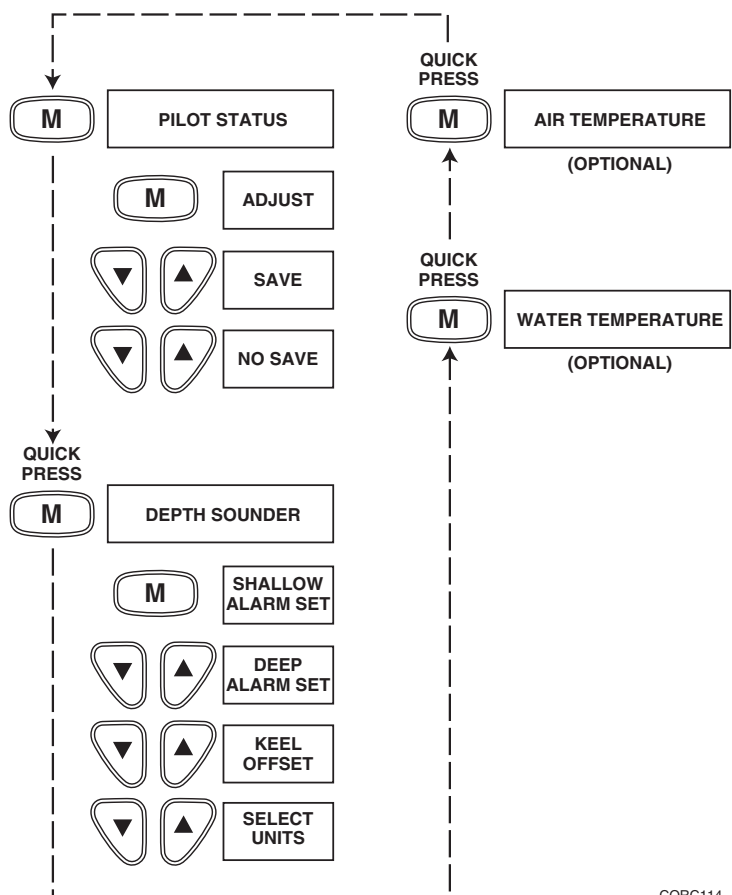 QUICK
PRESS
M
PILOT STATUS
M
AIR TEMPERATURE
(OPTIONAL)
M
ADJUST
SAVE
NO SAVE
QUICK
PRESS
M
WATER TEMPERATURE
(OPTIONAL)
QUICK
PRESS
M
DEPTH SOUNDER
M
SHALLOW
ALARM SET
DEEP
ALARM SET
KEEL
OFFSET
SELECT
UNITS